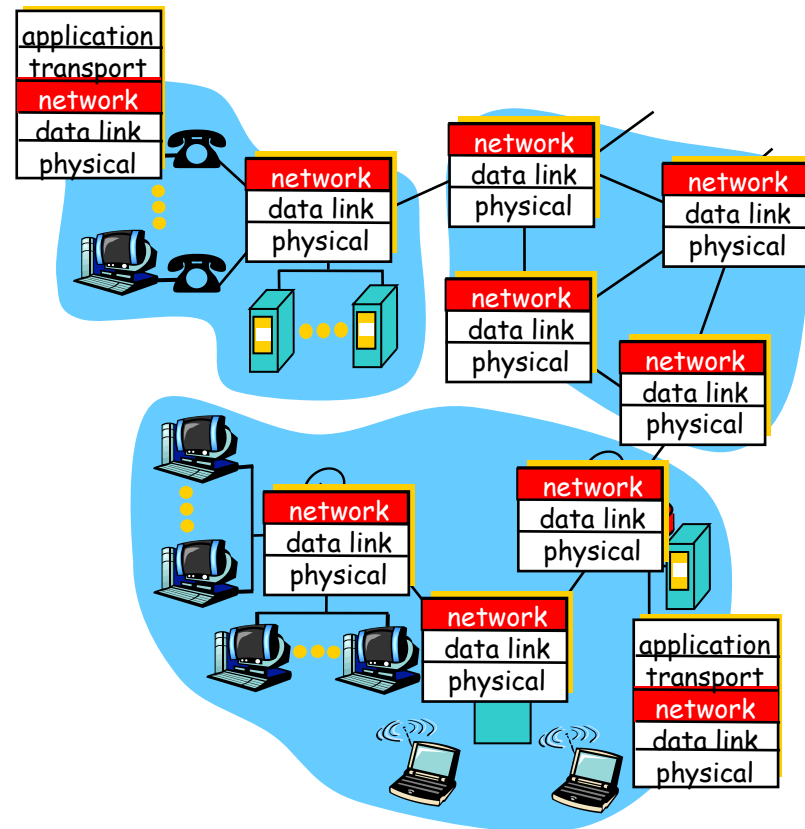 application
transport
network
data link
physical
network
data link
physical
network
data link
physical
network
data link
physical
network
data link
physical
network
data link
physical
network
data link
physical
network
data link
physical
network
data link
physical
application
transport
network
data link
physical